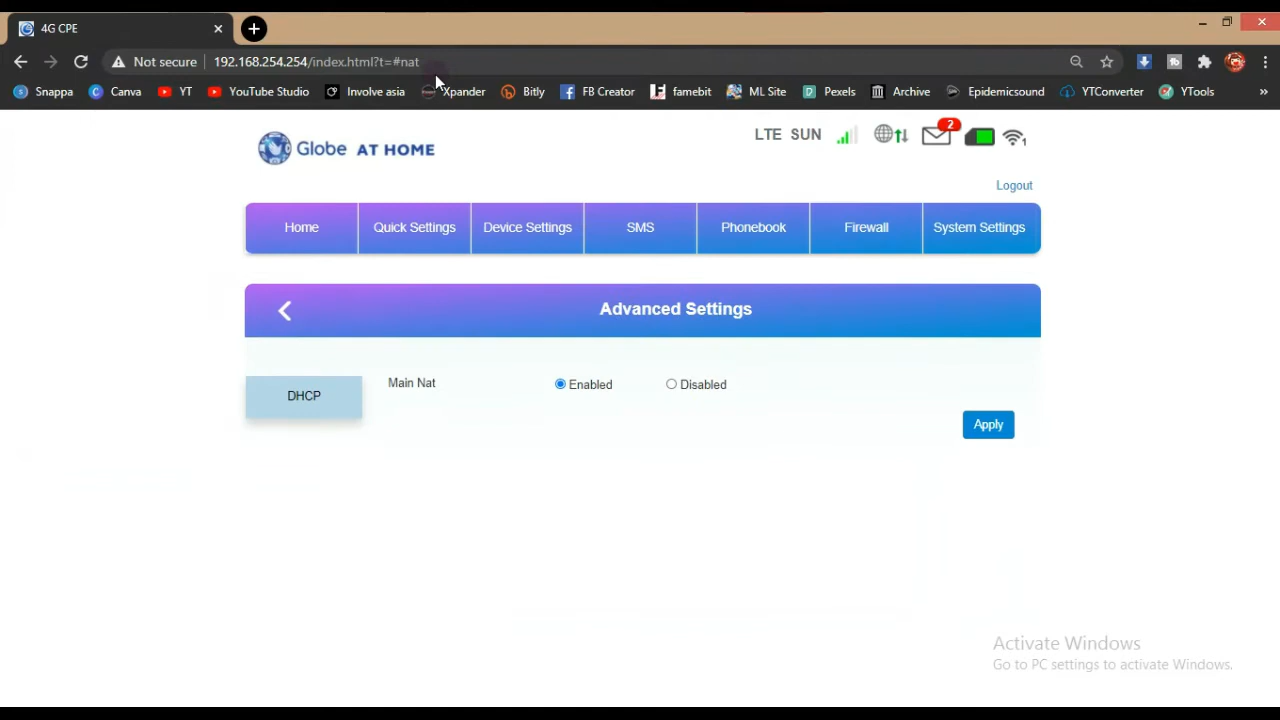 4G CPE
Not secure
192.168.254.254/index.html?t=#nat
Snappa
Canva
YT
YouTube Studio
Involve asia
Xpander
Bitly
FB Creator
famebit
ML Site
Pexels
Archive
Epidemicsound
YTConverter
YTools
»
Globe AT HOME
LTE SUN
2
1
Logout
Home
Quick Settings
Device Settings
SMS
Phonebook
Firewall
System Settings
Advanced Settings
DHCP
Main Nat
Enabled
Disabled
Apply
Activate Windows
Go to PC settings to activate Windows.